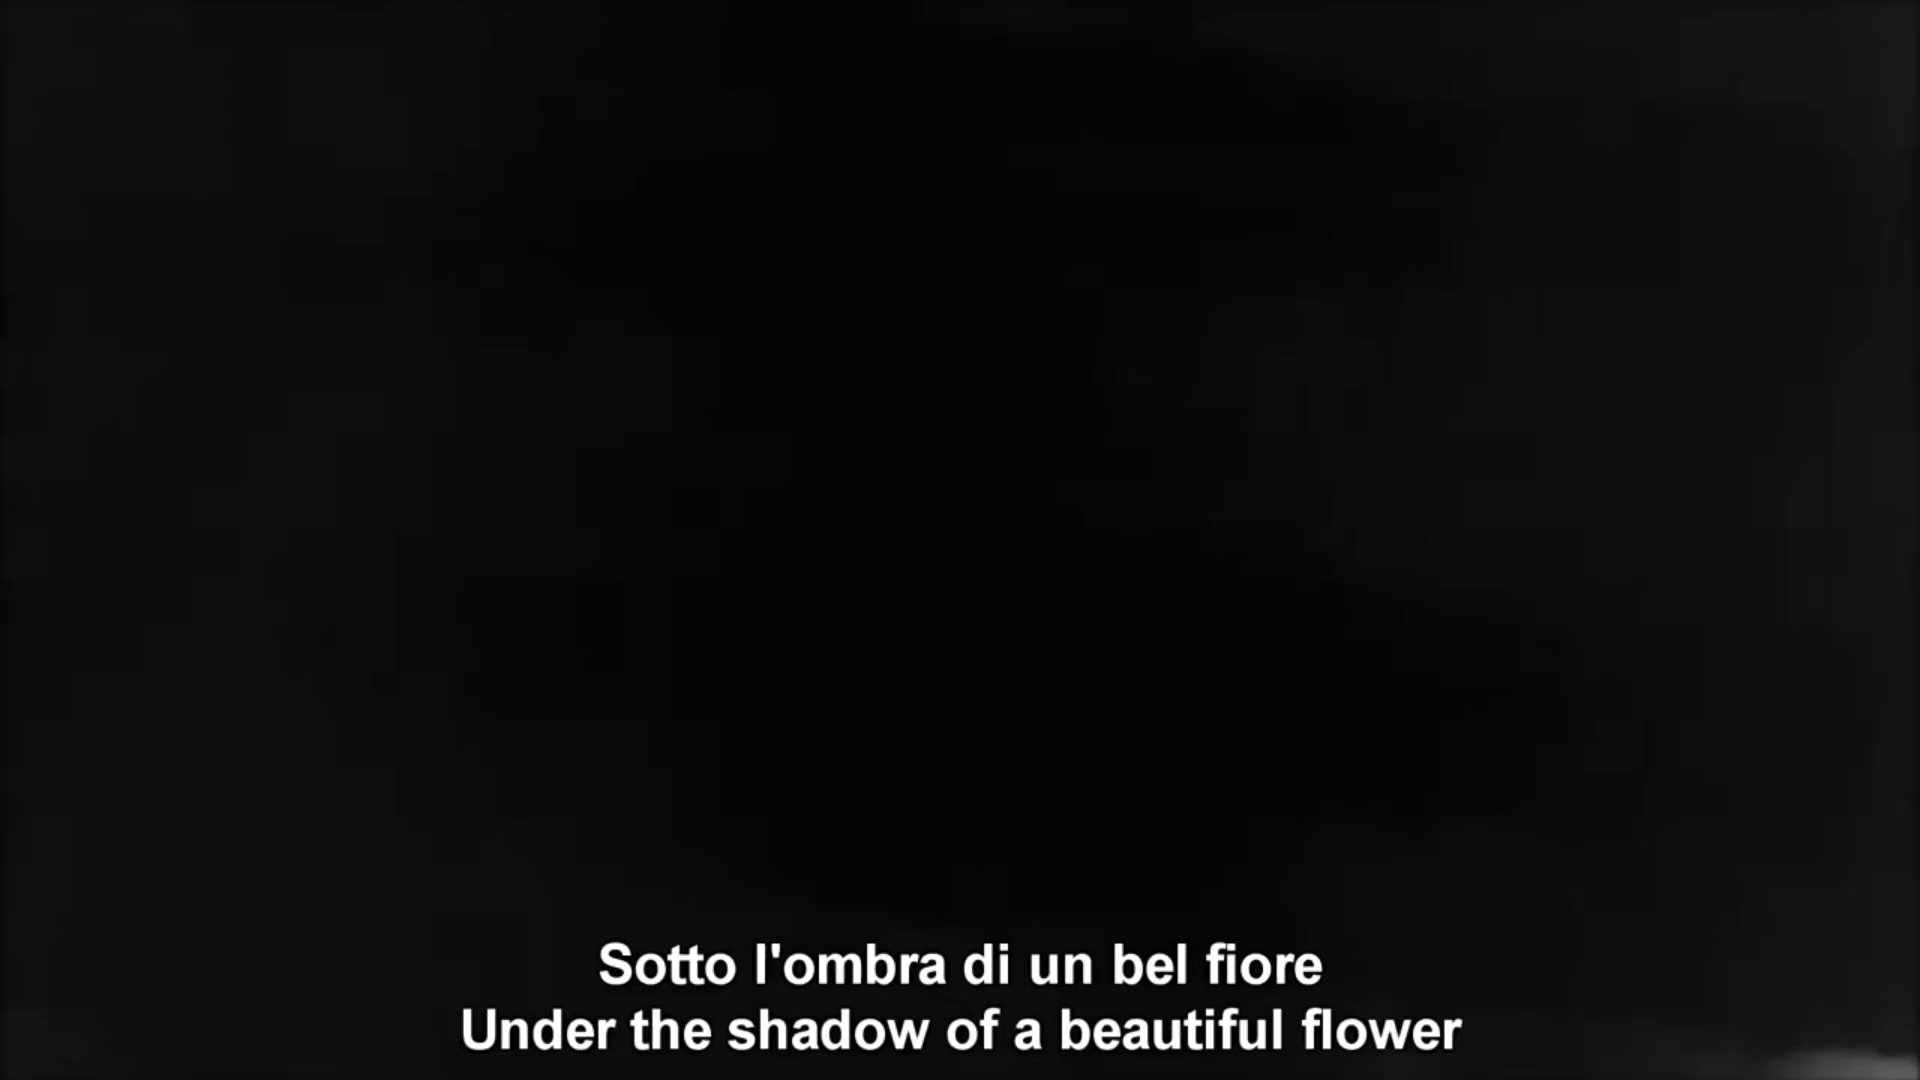 Sotto l'ombra di un bel fiore
Under the shadow of a beautiful flower